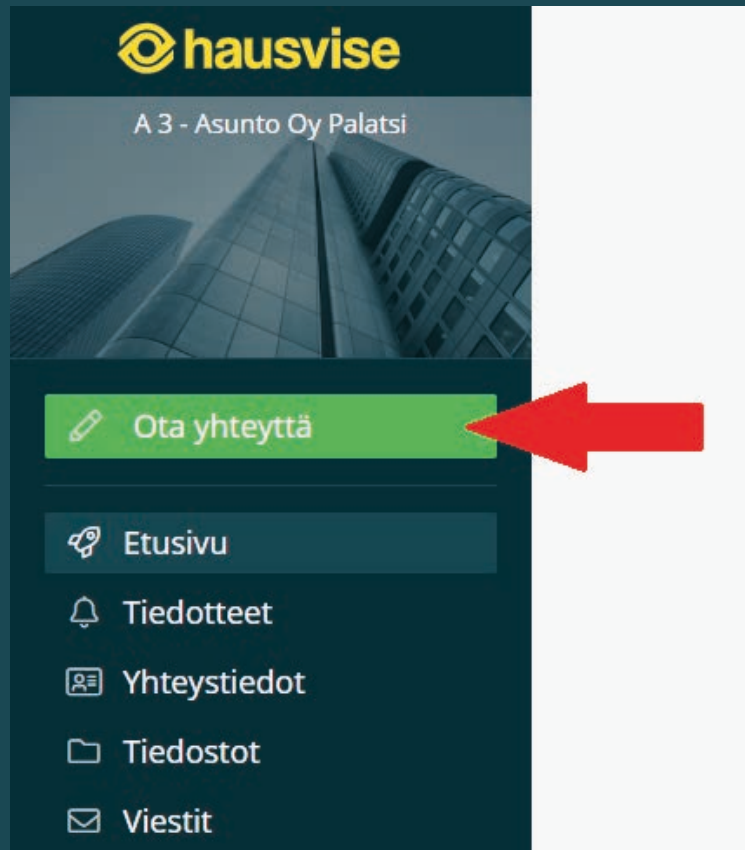 hausvise
A 3 - Asunto Oy Palatsi
Ota yhteyttä
Etusivu
Tiedotteet
Yhteystiedot
Tiedostot
Viestit